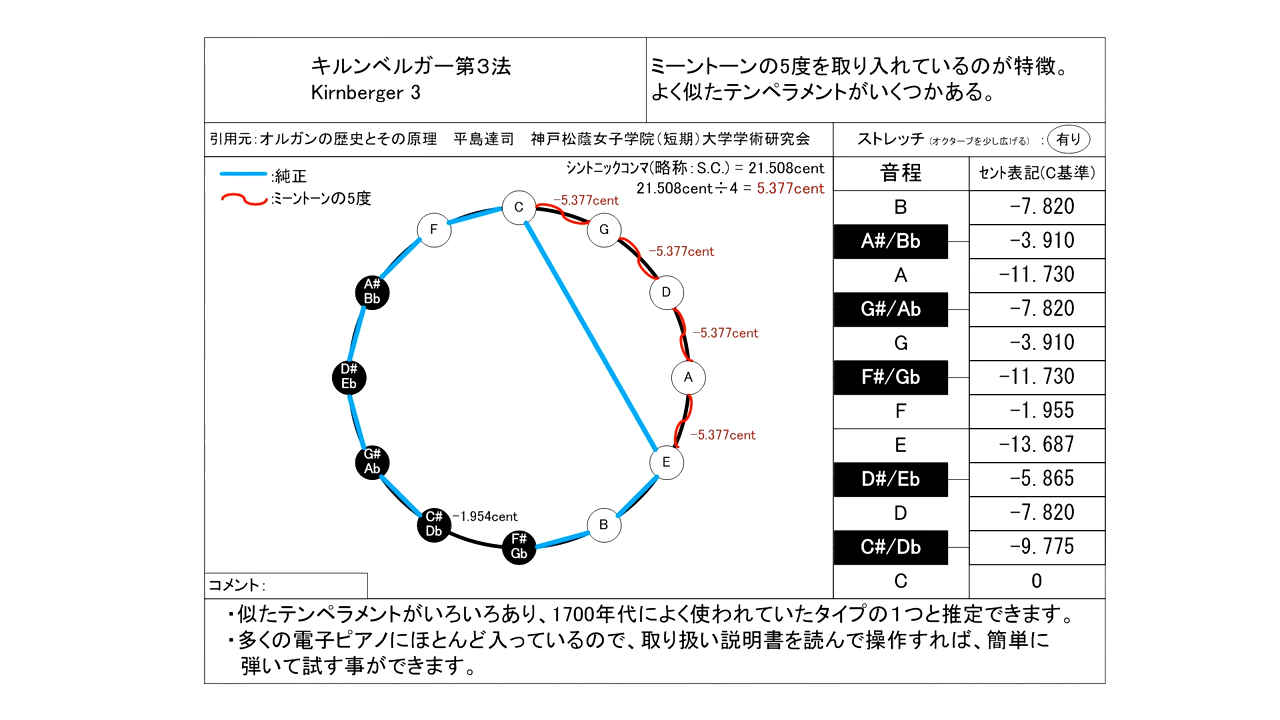 キルンベルガー第３法
Kirnberger 3
ミーントーンの5度を取り入れているのが特徴。
よく似たテンペラメントがいくつかある。
引用元：オルガンの歴史とその原理　平島達司　神戸松蔭女子学院（短期）大学学術研究会
ストレッチ（オクターブを少し広げる）：有り
:純正
:ミーントーンの5度
シントニックコンマ(略称：S.C.) = 21.508cent
21.508cent÷4 = 5.377cent
C
-5.377cent
G
-5.377cent
D
-5.377cent
A
-5.377cent
E
B
F#
Gb
-1.954cent
C#
Db
G#
Ab
D#
Eb
A#
Bb
F
音程
セント表記(C基準)
B -7.820
A#/Bb -3.910
A -11.730
G#/Ab -7.820
G -3.910
F#/Gb -11.730
F -1.955
E -13.687
D#/Eb -5.865
D -7.820
C#/Db -9.775
C 0
コメント：
・似たテンペラメントがいろいろあり、1700年代によく使われていたタイプの１つと推定できます。
・多くの電子ピアノにほとんど入っているので、取り扱い説明書を読んで操作すれば、簡単に
弾いて試す事ができます。